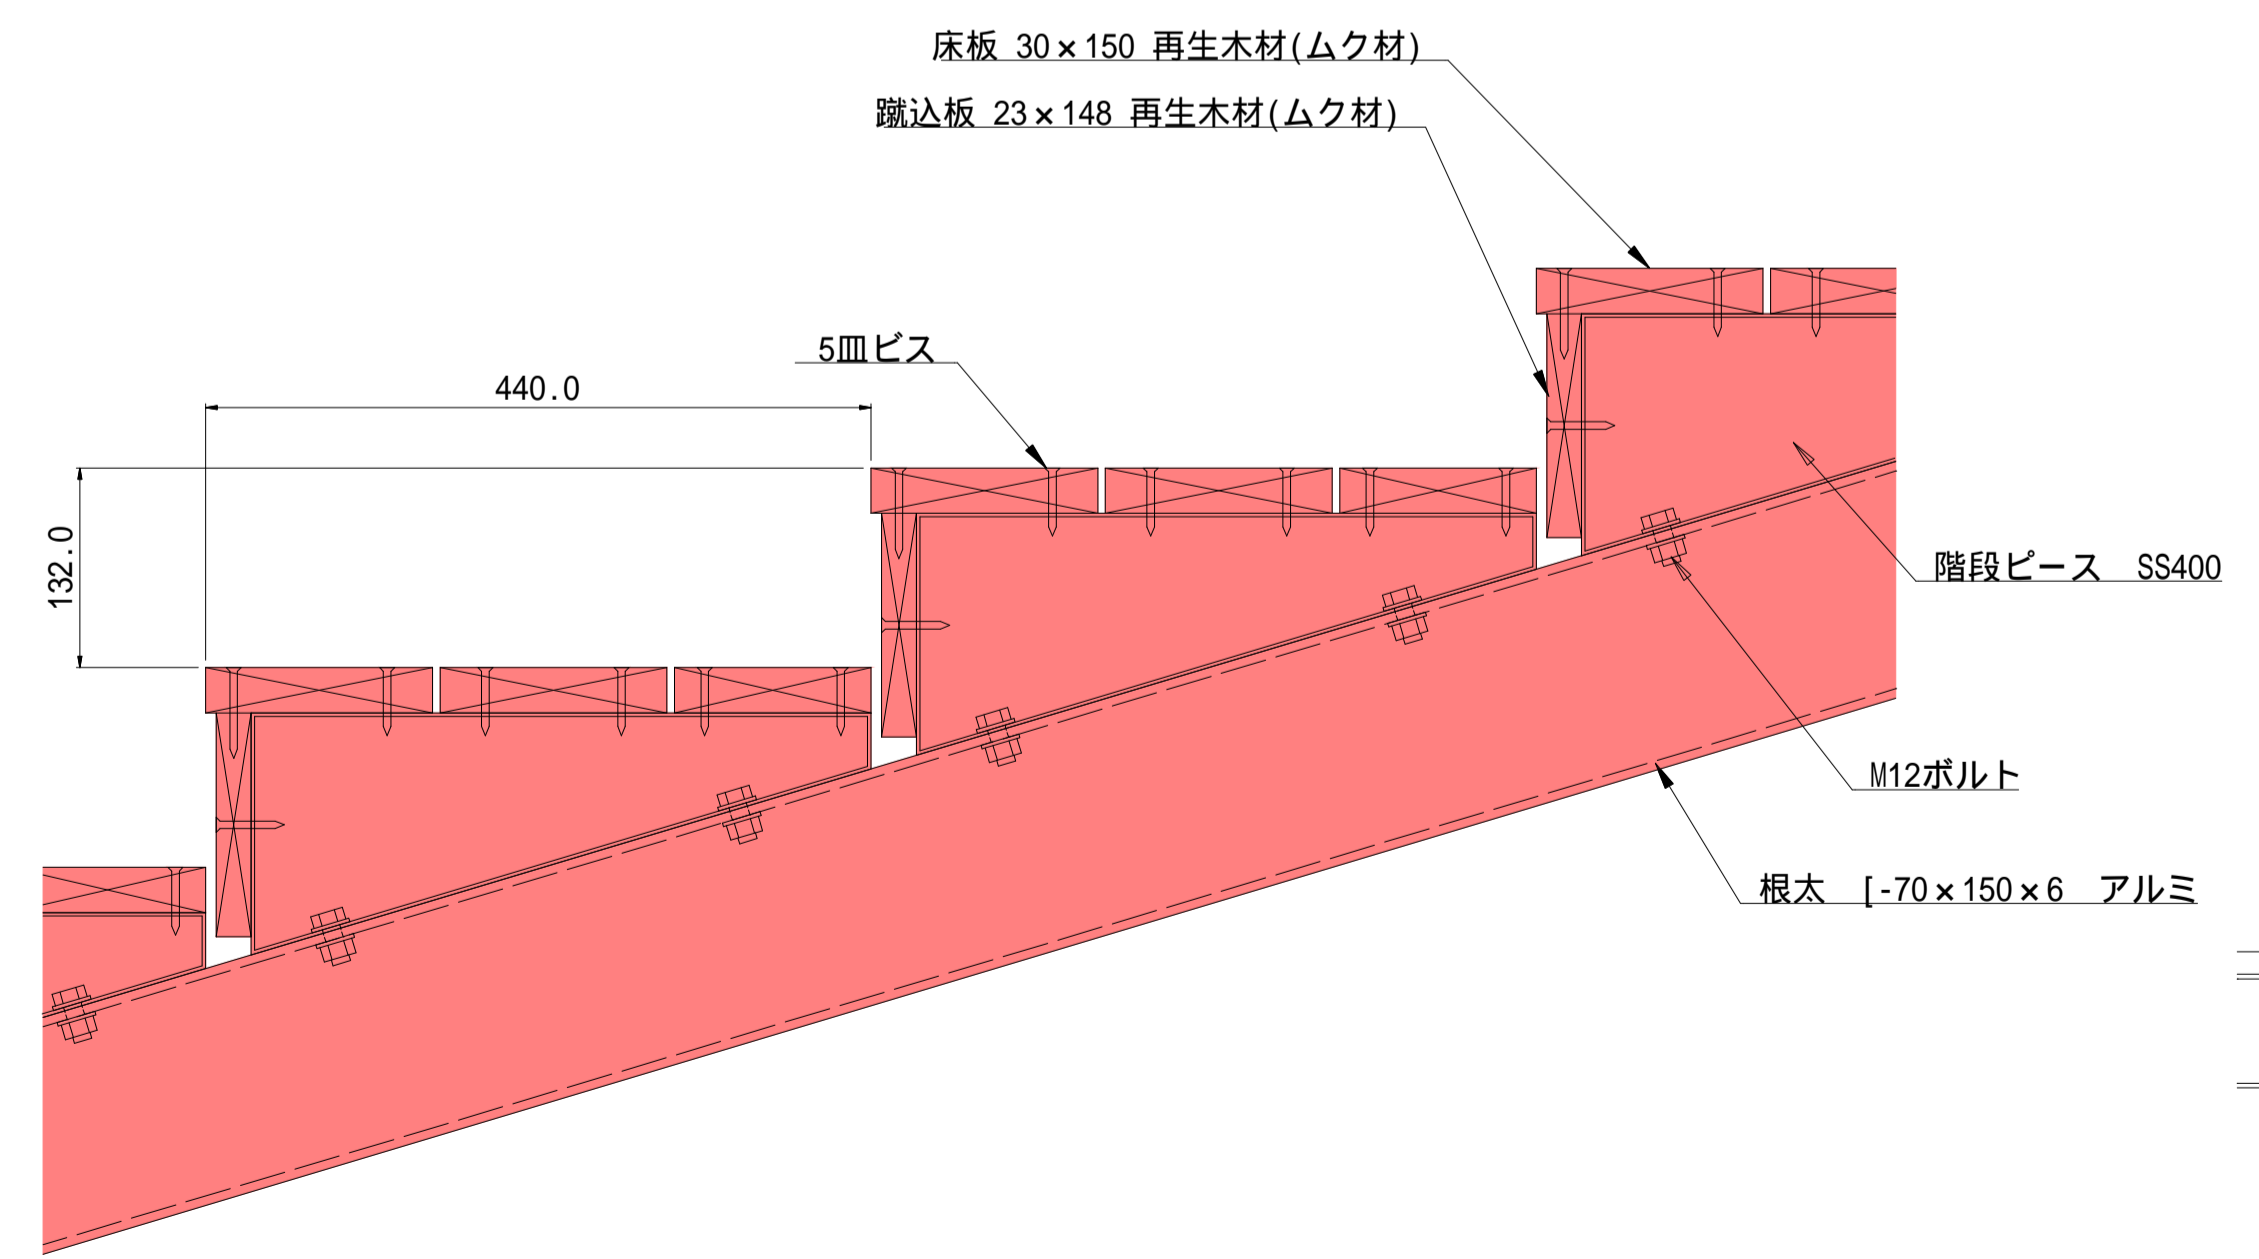 床板 30×150 再生木材(ムク材)
蹴込板 23×148 再生木材(ムク材)
5皿ビス
440.0
132.0
階段ピース　SS400
M12ボルト
根太　[-70×150×6　アルミ